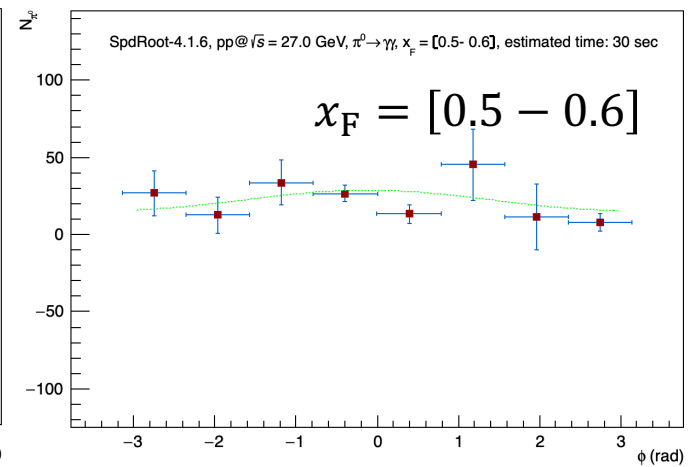 N_π⁰
SpdRoot-4.1.6, pp@√s = 27.0 GeV, π⁰→γγ, x_F = [0.5- 0.6], estimated time: 30 sec
x_F = [0.5 − 0.6]
100
50
0
−50
−100
−3 −2 −1 0 1 2 3
ϕ (rad)